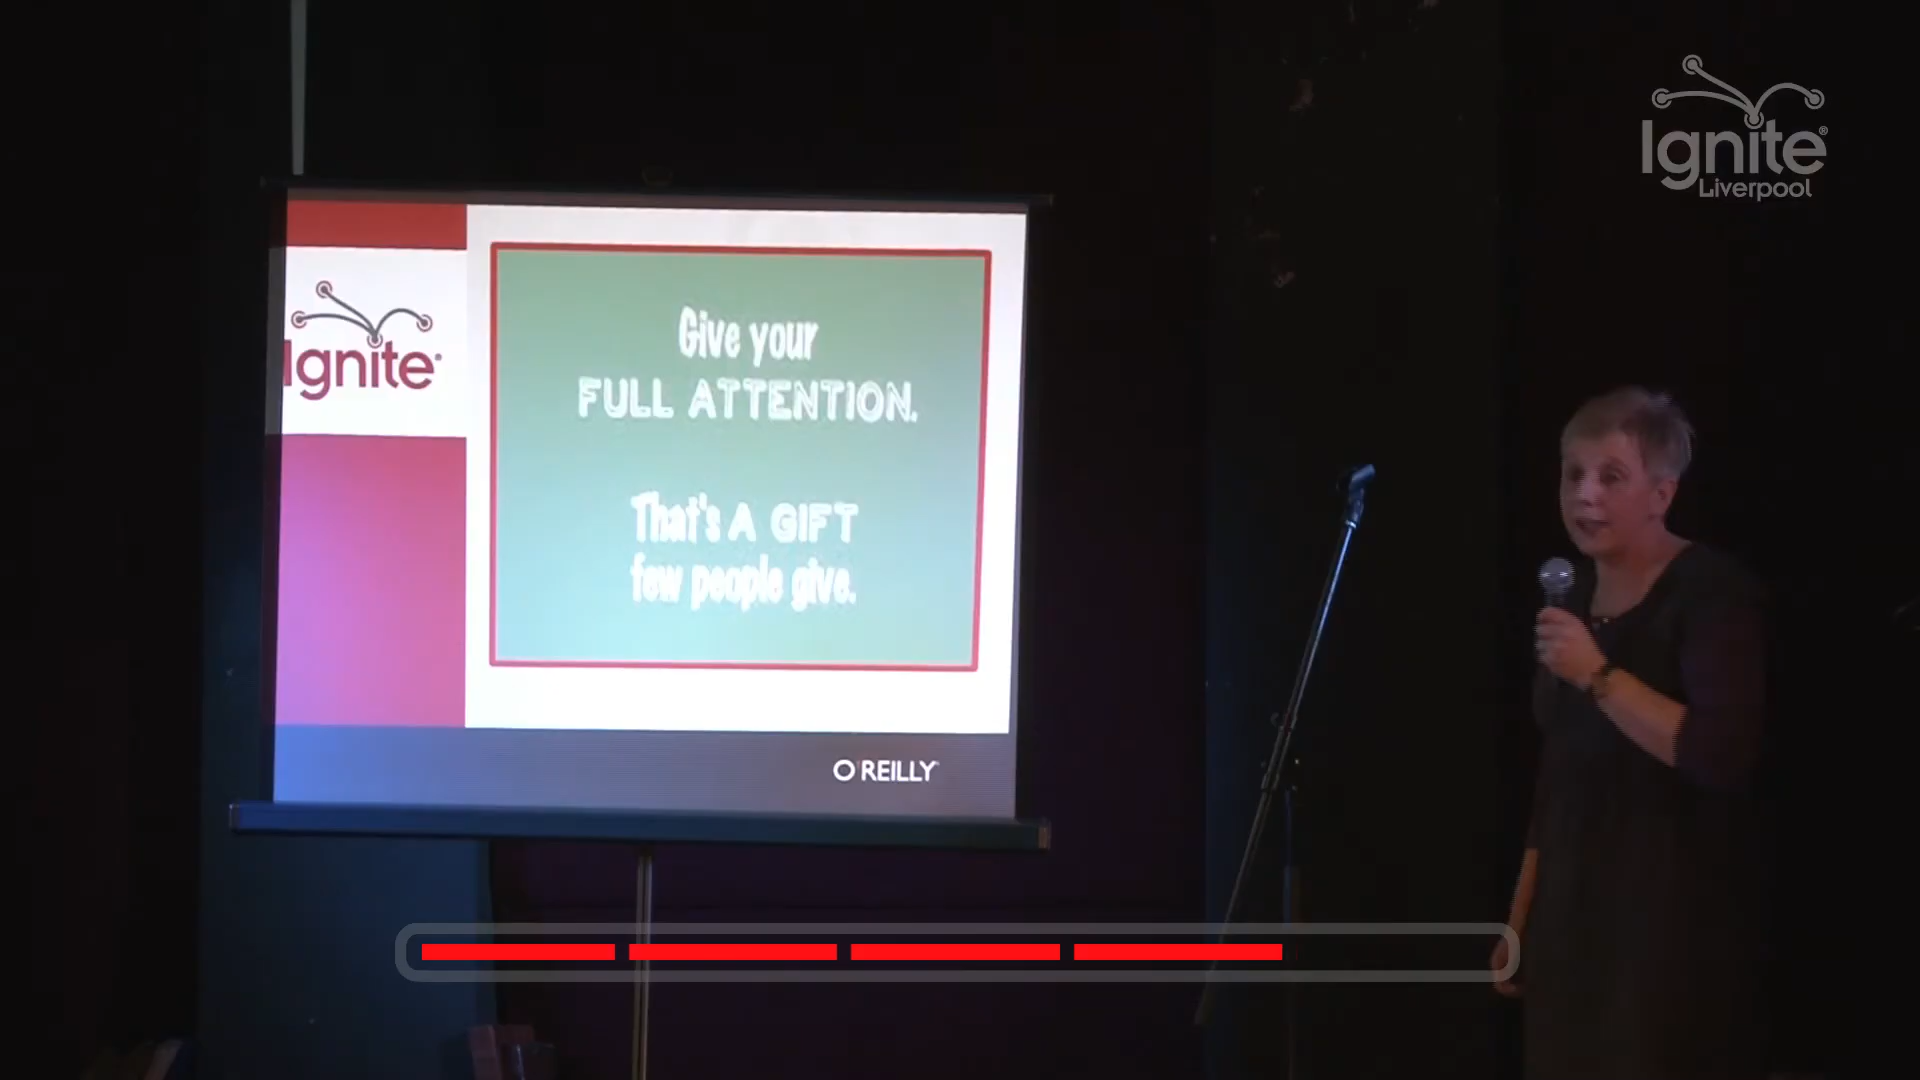 Ignite®
Liverpool
Ignite®
Give your
FULL ATTENTION.
That's A GIFT
few people give.
O'REILLY